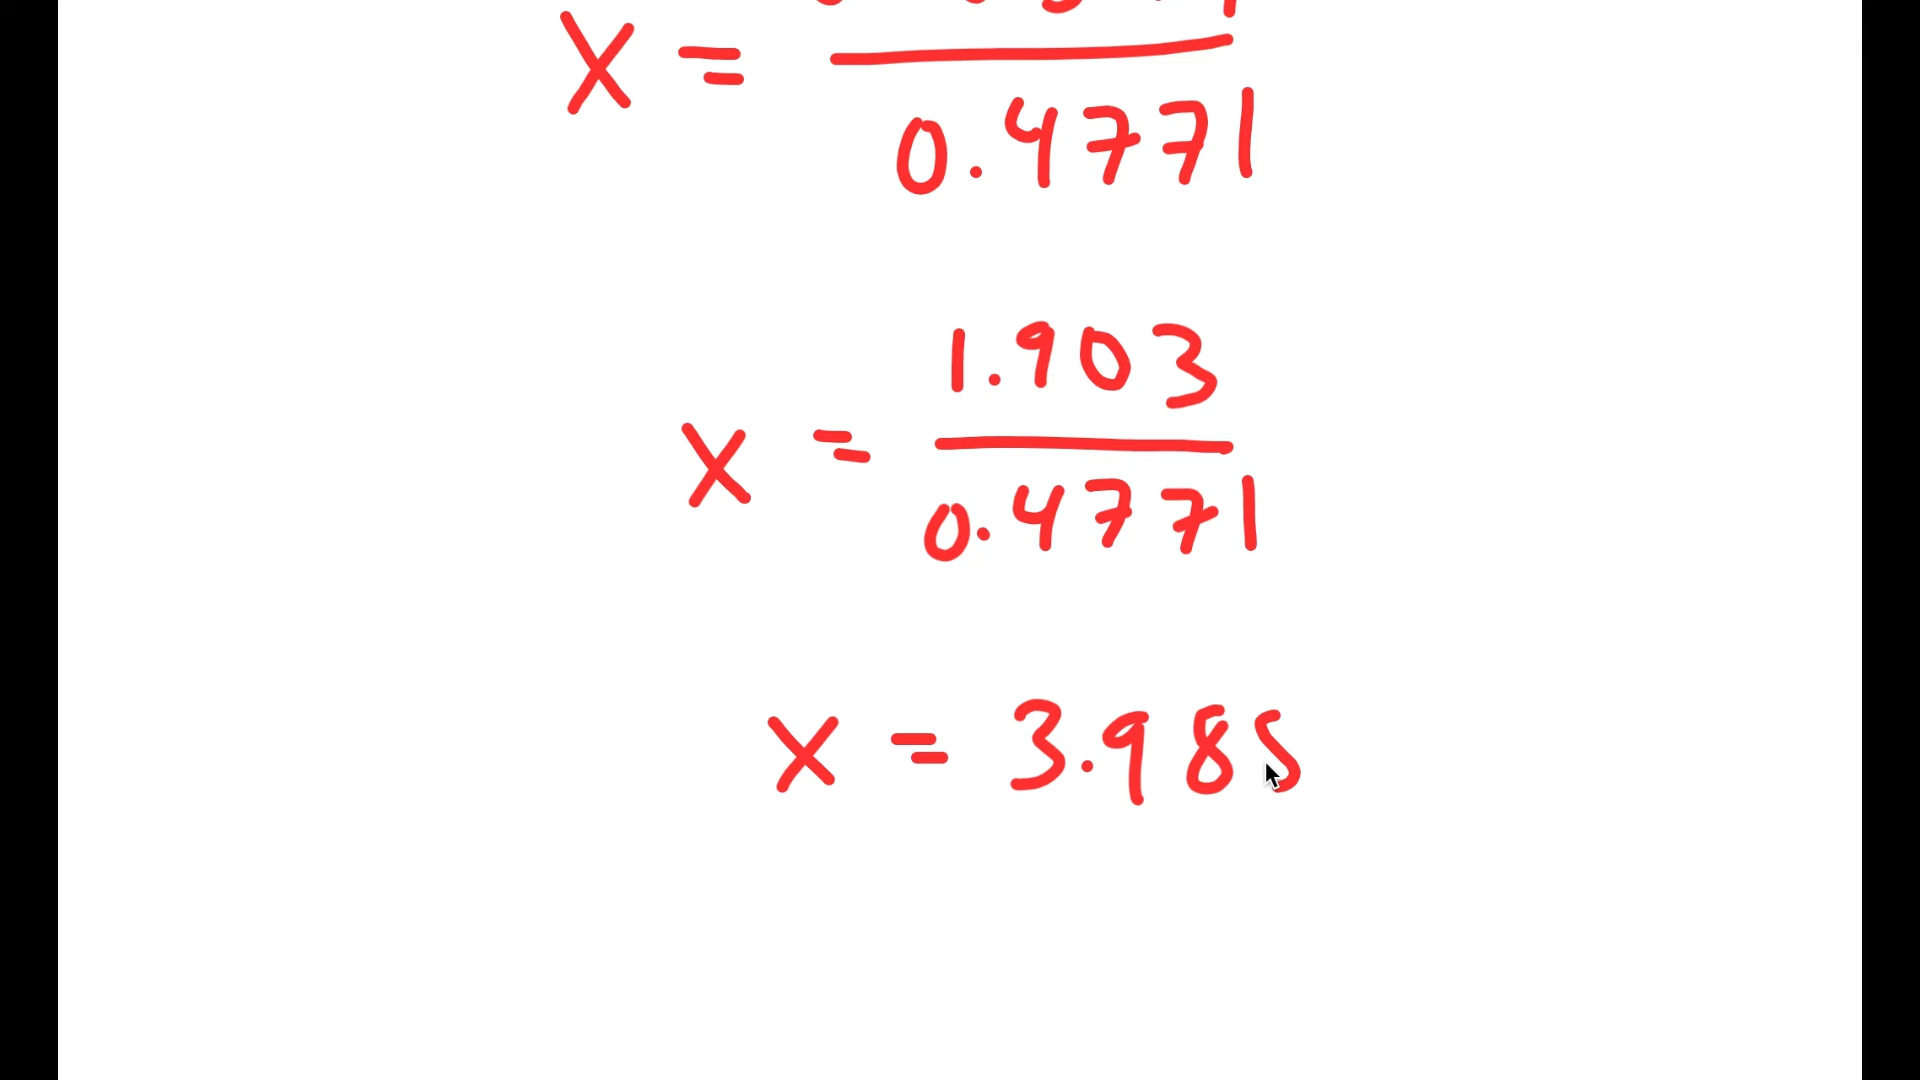 x =
0.4771
1.903
x =
0.4771
x = 3.985